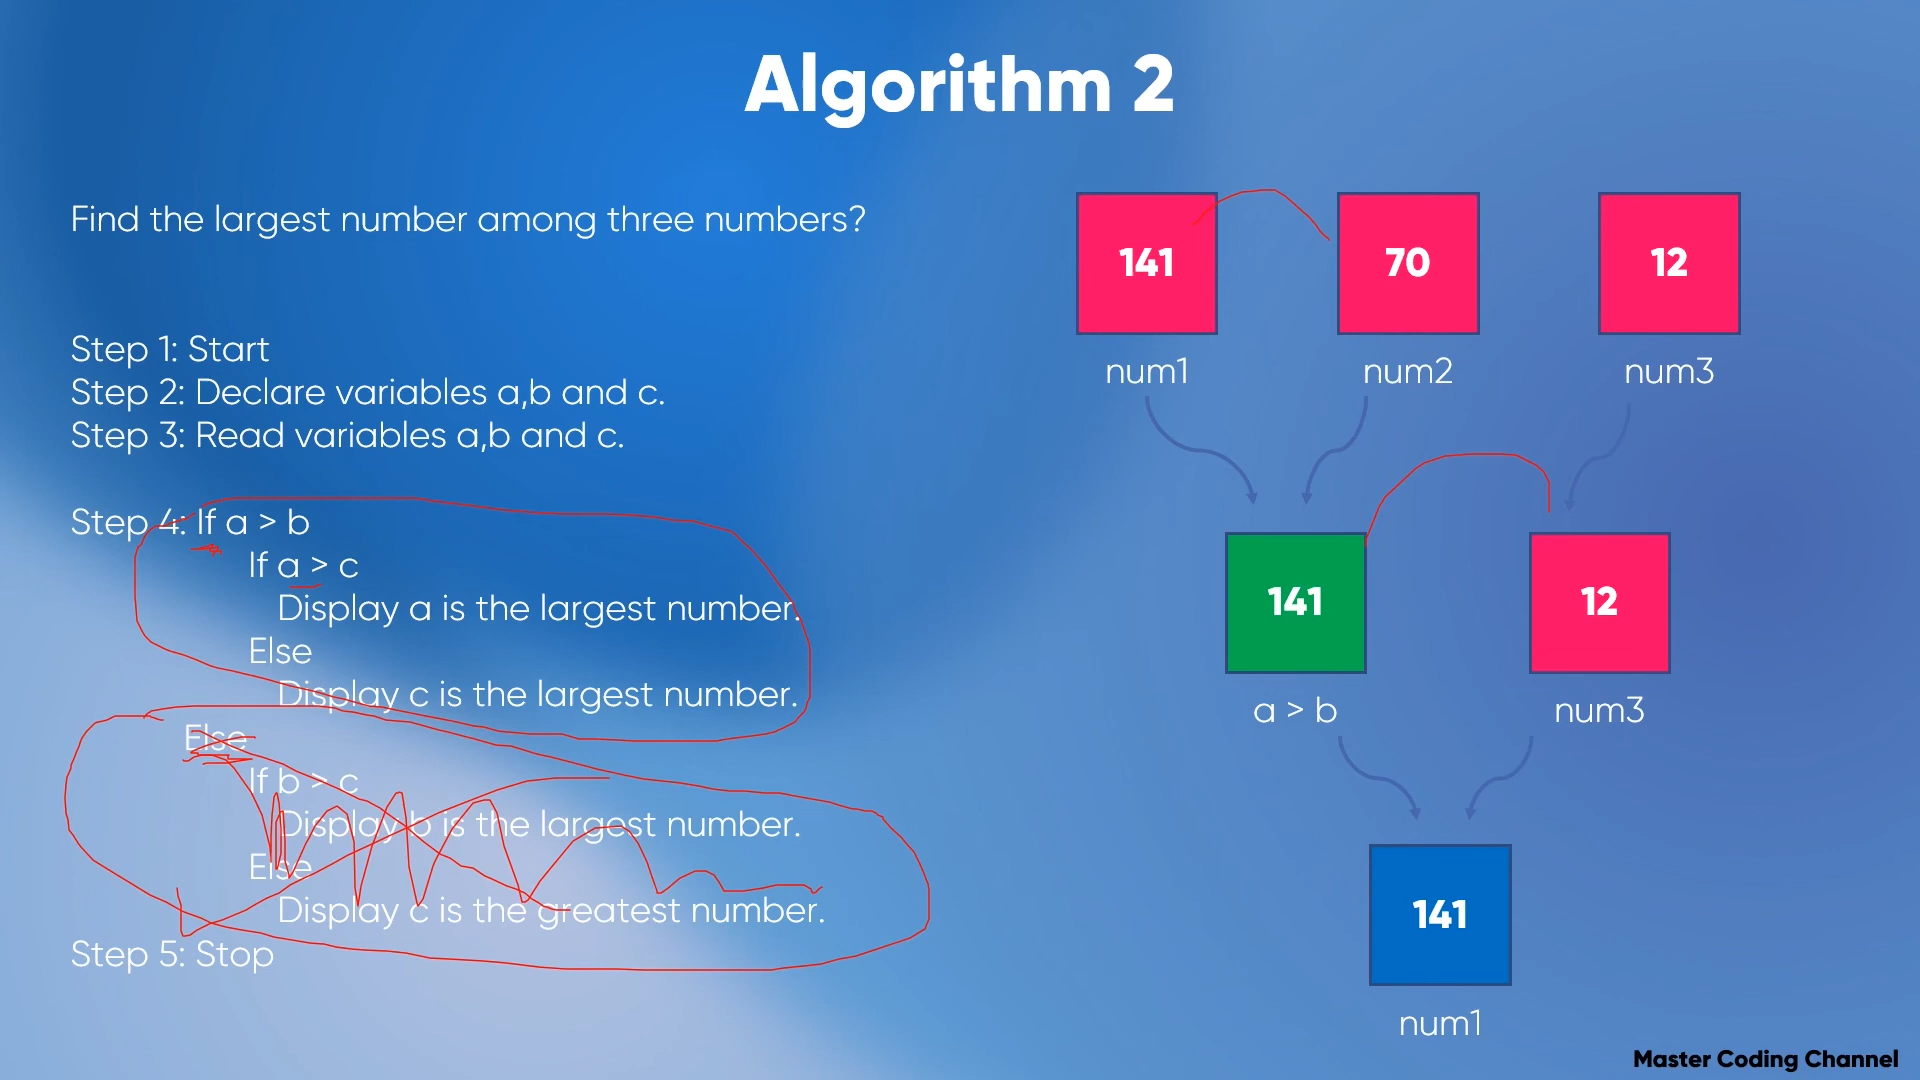 Algorithm 2
Find the largest number among three numbers?
Step 1: Start
Step 2: Declare variables a,b and c.
Step 3: Read variables a,b and c.
Step 4: If a > b
If a > c
Display a is the largest number.
Else
Display c is the largest number.
Else
If b > c
Display b is the largest number.
Else
Display c is the greatest number.
Step 5: Stop
141 70 12
num1 num2 num3
141 12
a > b num3
141
num1
Master Coding Channel